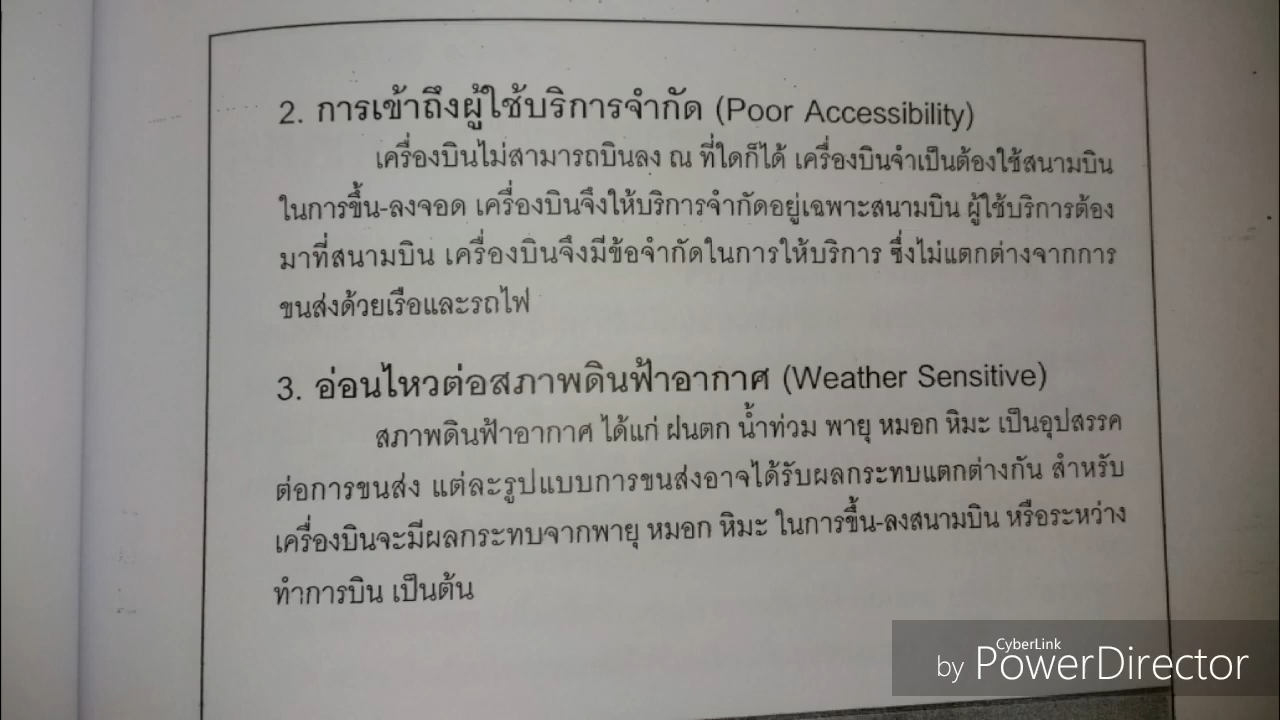 2. การเข้าถึงผู้ใช้บริการจำกัด (Poor Accessibility)
เครื่องบินไม่สามารถบินลง ณ ที่ใดก็ได้ เครื่องบินจำเป็นต้องใช้สนามบิน
ในการขึ้น-ลงจอด เครื่องบินจึงให้บริการจำกัดอยู่เฉพาะสนามบิน ผู้ใช้บริการต้อง
มาที่สนามบิน เครื่องบินจึงมีข้อจำกัดในการให้บริการ ซึ่งไม่แตกต่างจากการ
ขนส่งด้วยเรือและรถไฟ
3. อ่อนไหวต่อสภาพดินฟ้าอากาศ (Weather Sensitive)
สภาพดินฟ้าอากาศ ได้แก่ ฝนตก น้ำท่วม พายุ หมอก หิมะ เป็นอุปสรรค
ต่อการขนส่ง แต่ละรูปแบบการขนส่งอาจได้รับผลกระทบแตกต่างกัน สำหรับ
เครื่องบินจะมีผลกระทบจากพายุ หมอก หิมะ ในการขึ้น-ลงสนามบิน หรือระหว่าง
ทำการบิน เป็นต้น
CyberLink
by PowerDirector